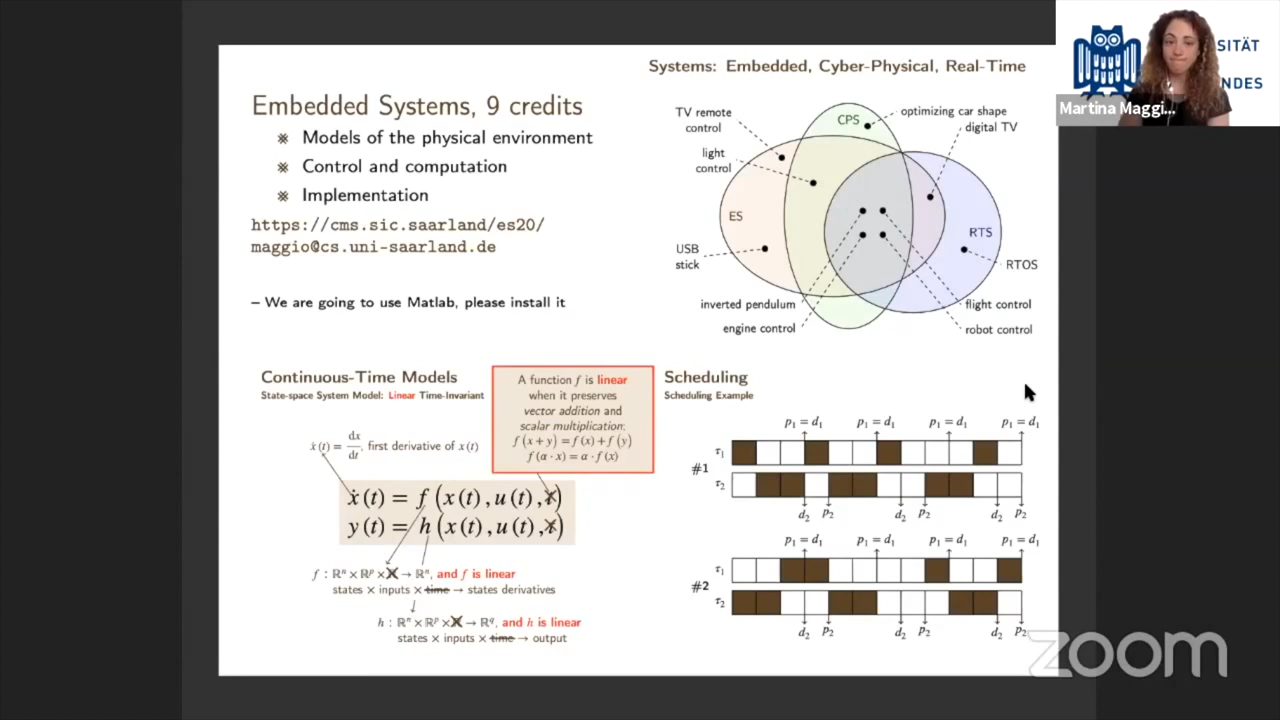 Systems: Embedded, Cyber-Physical, Real-Time
SITÄT
NDES
Martina Maggi...
Embedded Systems, 9 credits
※ Models of the physical environment
※ Control and computation
※ Implementation
https://cms.sic.saarland/es20/
maggio@cs.uni-saarland.de
– We are going to use Matlab, please install it
TV remote
control
CPS
optimizing car shape
digital TV
light
control
ES
RTS
USB
stick
RTOS
inverted pendulum
flight control
engine control
robot control
Continuous-Time Models
State-space System Model: Linear Time-Invariant
A function f is linear
when it preserves
vector addition and
scalar multiplication:
f(x+y)=f(x)+f(y)
f(α·x)=α·f(x)
ẋ(t) = dx/dt, first derivative of x(t)
ẋ(t) = f(x(t),u(t),t)
y(t) = h(x(t),u(t),t)
f : ℝⁿ × ℝᵖ × ℝ → ℝⁿ, and f is linear
states × inputs × time → states derivatives
h : ℝⁿ × ℝᵖ × ℝ → ℝ^q, and h is linear
states × inputs × time → output
Scheduling
Scheduling Example
p₁ = d₁ p₁ = d₁ p₁ = d₁ p₁ = d₁
τ₁
#1
τ₂
d₂ p₂ d₂ p₂ d₂ p₂
p₁ = d₁ p₁ = d₁ p₁ = d₁ p₁ = d₁
τ₁
#2
τ₂
d₂ p₂ d₂ p₂ d₂ p₂
zoom